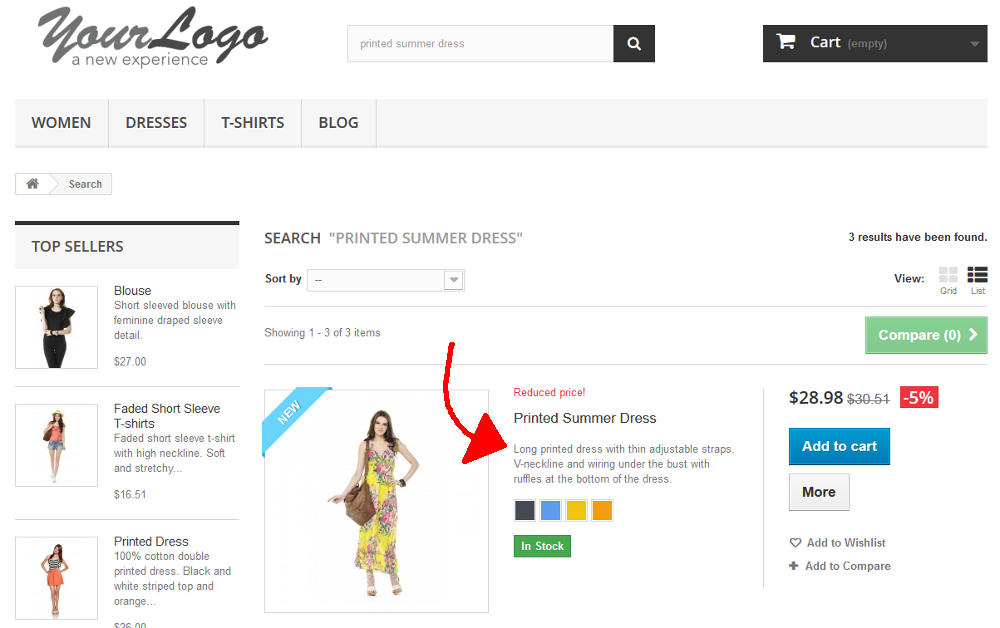 YourLogo
a new experience
printed summer dress
Cart (empty)
WOMEN DRESSES T-SHIRTS BLOG
Search
TOP SELLERS
Blouse
Short sleeved blouse with
feminine draped sleeve
detail.
$27.00
Faded Short Sleeve
T-shirts
Faded short sleeve t-shirt
with high neckline. Soft
and stretchy...
$16.51
Printed Dress
100% cotton double
printed dress. Black and
white striped top and
orange...
$26.00
SEARCH "PRINTED SUMMER DRESS"
3 results have been found.
Sort by --
View:
Grid
List
Showing 1 - 3 of 3 items
Compare (0)
NEW
Reduced price!
Printed Summer Dress
Long printed dress with thin adjustable straps.
V-neckline and wiring under the bust with
ruffles at the bottom of the dress.
In Stock
$28.98 $30.51 -5%
Add to cart
More
Add to Wishlist
Add to Compare